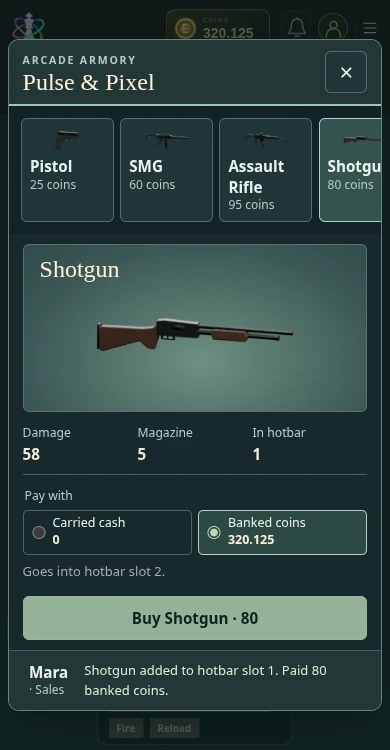 COINS
E 320.125
ARCADE ARMORY
Pulse & Pixel
✕
Pistol
25 coins
SMG
60 coins
Assault
Rifle
95 coins
Shotgu
80 coins
Shotgun
Damage
58
Magazine
5
In hotbar
1
Pay with
Carried cash
0
Banked coins
320.125
Goes into hotbar slot 2.
Buy Shotgun · 80
Mara
· Sales
Shotgun added to hotbar slot 1. Paid 80
banked coins.
Fire
Reload